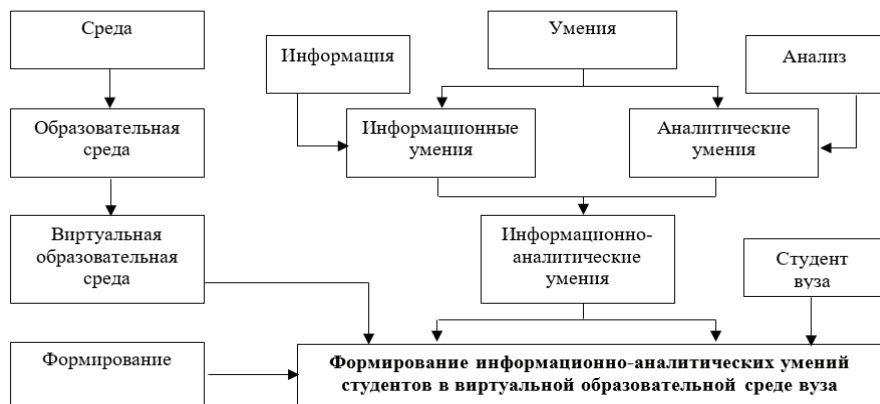 Среда
Умения
Информация
Анализ
Образовательная
среда
Информационные
умения
Аналитические
умения
Виртуальная
образовательная
среда
Информационно-
аналитические
умения
Студент
вуза
Формирование
Формирование информационно-аналитических умений
студентов в виртуальной образовательной среде вуза